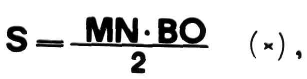 S = MN · BO / 2 (×),